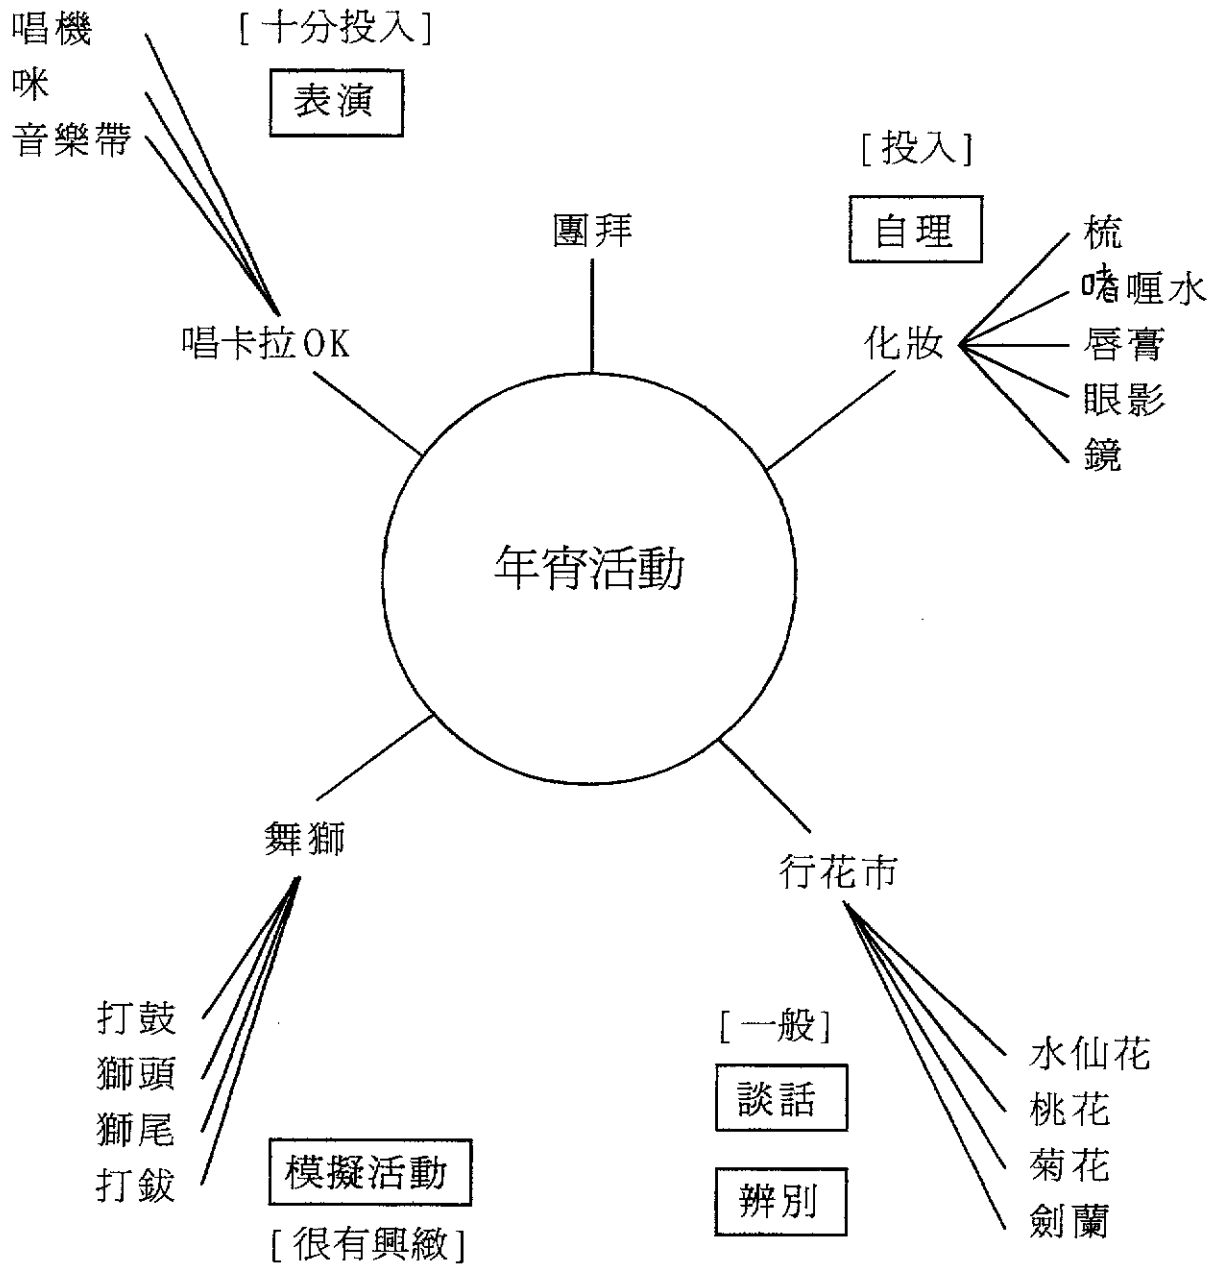 唱機
咪
音樂帶
[十分投入]
表演
唱卡拉OK
團拜
[投入]
自理
化妝
梳
啫喱水
唇膏
眼影
鏡
年宵活動
舞獅
打鼓
獅頭
獅尾
打鈸
模擬活動
[很有興緻]
行花市
[一般]
談話
辨別
水仙花
桃花
菊花
劍蘭